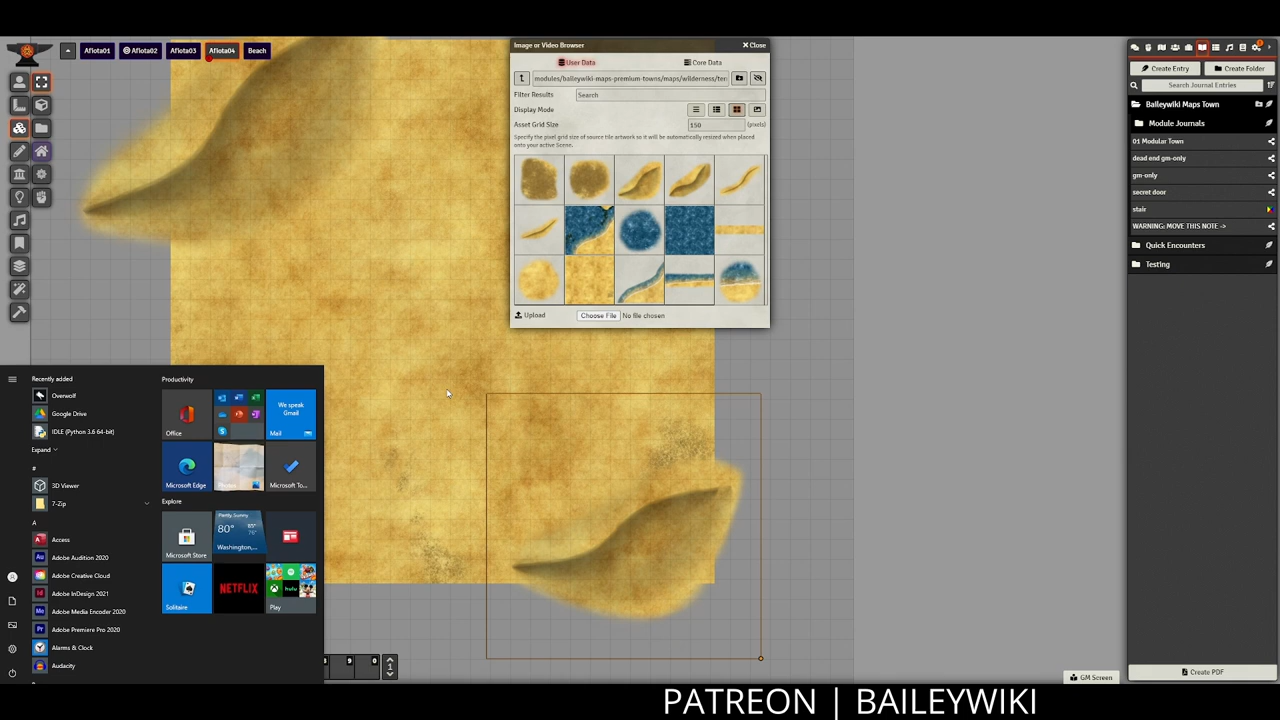 Aflota01
Aflota02
Aflota03
Aflota04
Beach
Image or Video Browser
Close
User Data
Core Data
modules/baileywiki-maps-premium-towns/maps/wilderness/ter
Filter Results
Search
Display Mode
Asset Grid Size
150
(pixels)
Specify the pixel grid size of source tile artwork so it will be automatically resized when placed
onto your active Scene.
Upload
Choose File
No file chosen
Create Entry
Create Folder
Search Journal Entries
Baileywiki Maps Town
Module Journals
01 Modular Town
dead end gm-only
gm-only
secret door
stair
WARNING: MOVE THIS NOTE ->
Quick Encounters
Testing
Create PDF
GM Screen
Recently added
Overwolf
Google Drive
IDLE (Python 3.6 64-bit)
Expand
#
3D Viewer
7-Zip
A
Access
Adobe Audition 2020
Adobe Creative Cloud
Adobe InDesign 2021
Adobe Media Encoder 2020
Adobe Premiere Pro 2020
Alarms & Clock
Audacity
Productivity
Office
We speak
Gmail
Mail
Microsoft Edge
Photos
Microsoft To...
Explore
Microsoft Store
Partly Sunny
80°
85°
76°
Washington,...
Solitaire
NETFLIX
hulu
Play
9
0
1
PATREON | BAILEYWIKI